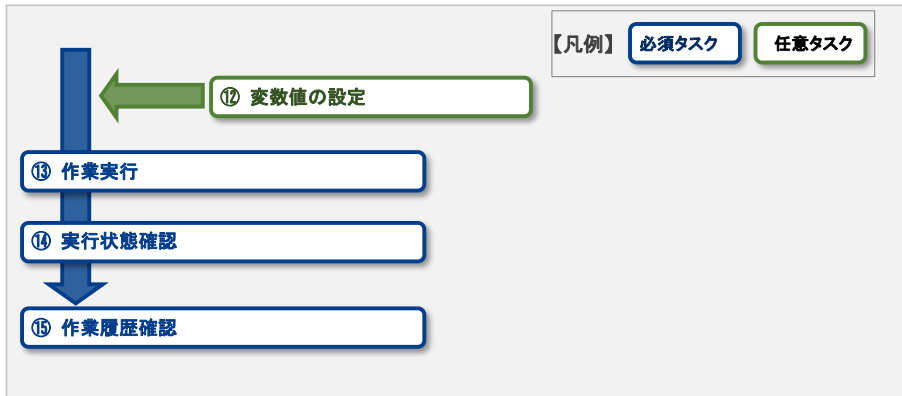 【凡例】 必須タスク 任意タスク
⑫ 変数値の設定
⑬ 作業実行
⑭ 実行状態確認
⑮ 作業履歴確認